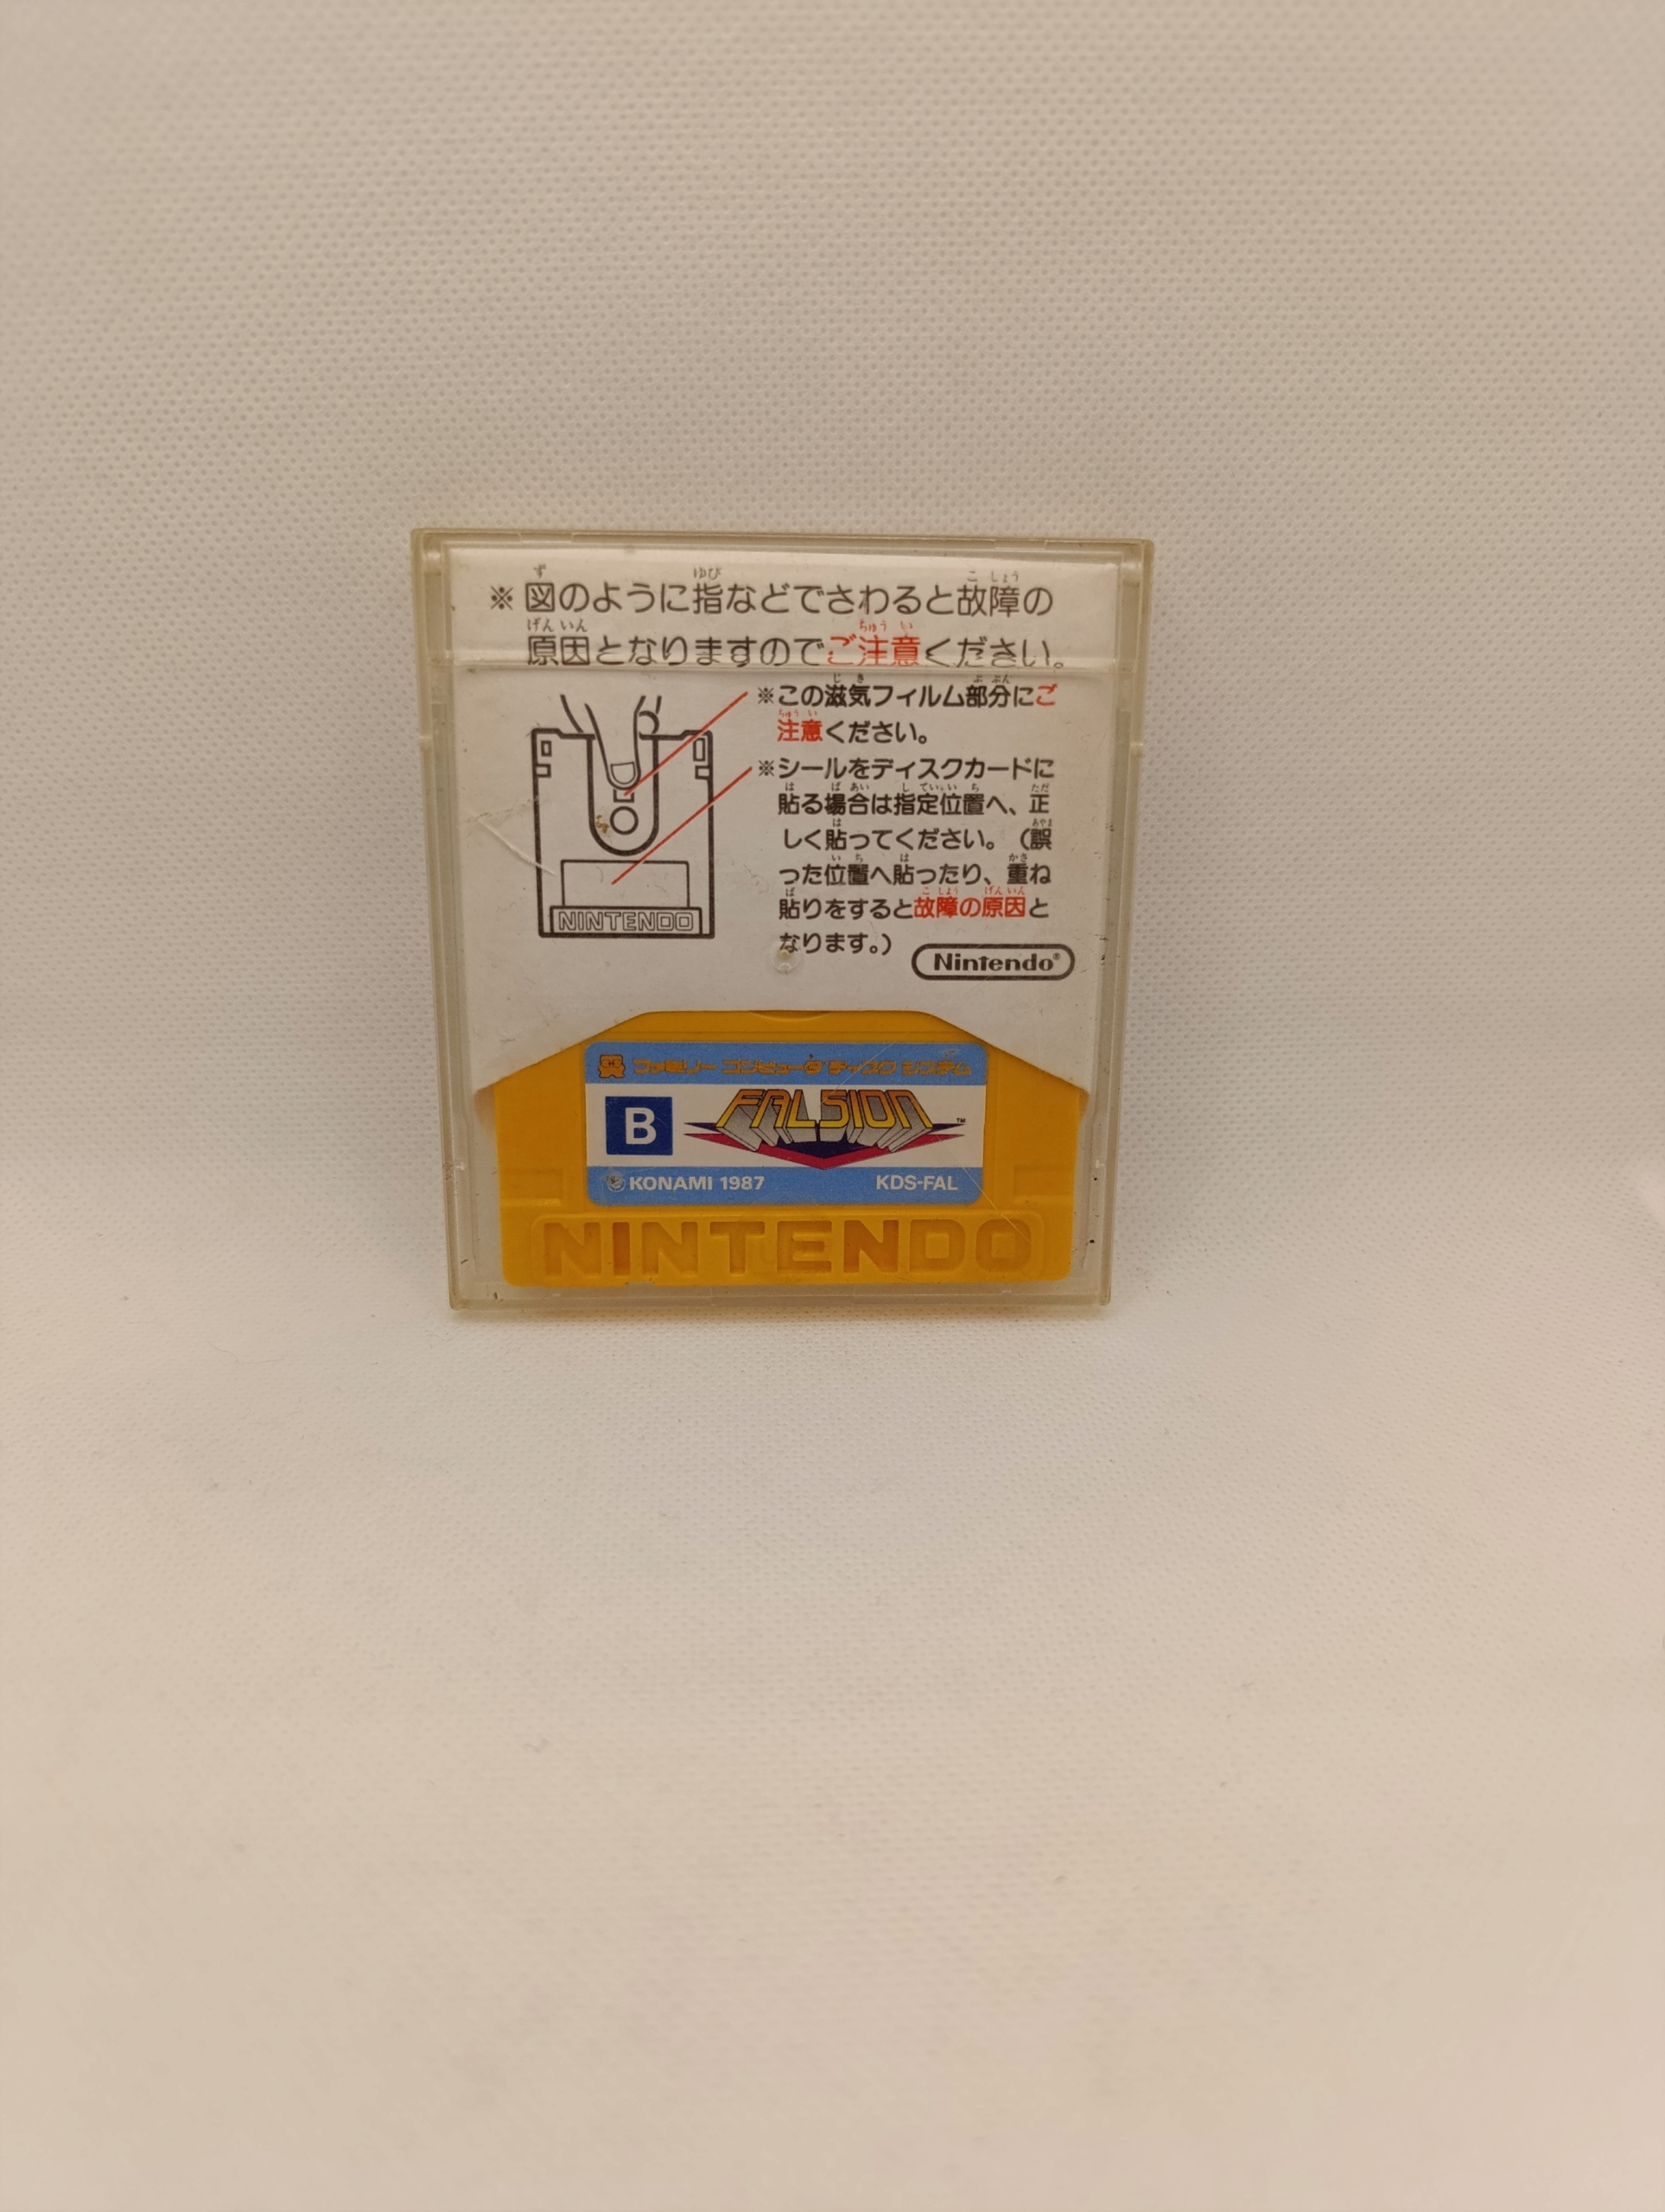 ※図のように指などでさわると故障の
原因となりますのでご注意ください。
※この滋気フィルム部分にご
注意ください。
※シールをディスクカードに
貼る場合は指定位置へ、正
しく貼ってください。(誤
った位置へ貼ったり、重ね
貼りをすると故障の原因と
なります。)
NINTENDO
Nintendo®
ファミリー コンピュータ ディスク システム
B
FALSION™
© KONAMI 1987 KDS-FAL
NINTENDO